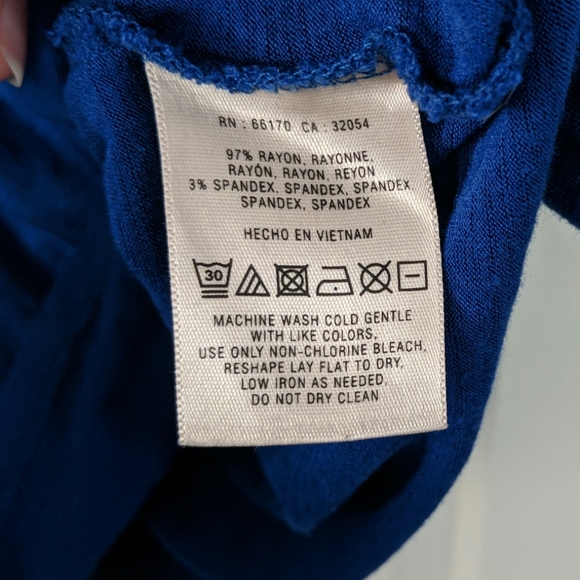 RN : 66170 CA : 32054
97% RAYON, RAYONNE,
RAYÓN, RAYON, REYON
3% SPANDEX, SPANDEX, SPANDEX
SPANDEX, SPANDEX
HECHO EN VIETNAM
30
MACHINE WASH COLD GENTLE
WITH LIKE COLORS,
USE ONLY NON-CHLORINE BLEACH,
RESHAPE LAY FLAT TO DRY,
LOW IRON AS NEEDED,
DO NOT DRY CLEAN